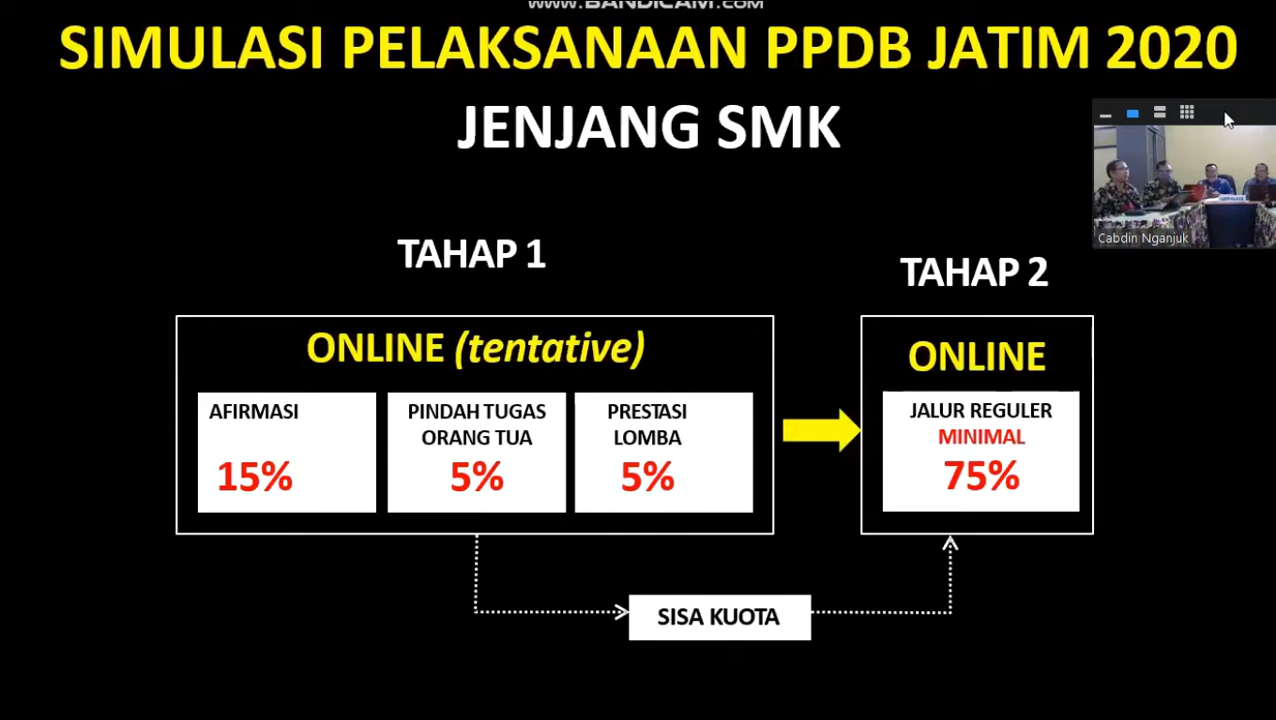 WWW.BANDICAM.COM
SIMULASI PELAKSANAAN PPDB JATIM 2020
JENJANG SMK
Cabdin Nganjuk
TAHAP 1
ONLINE (tentative)
AFIRMASI
15%
PINDAH TUGAS
ORANG TUA
5%
PRESTASI
LOMBA
5%
TAHAP 2
ONLINE
JALUR REGULER
MINIMAL
75%
SISA KUOTA